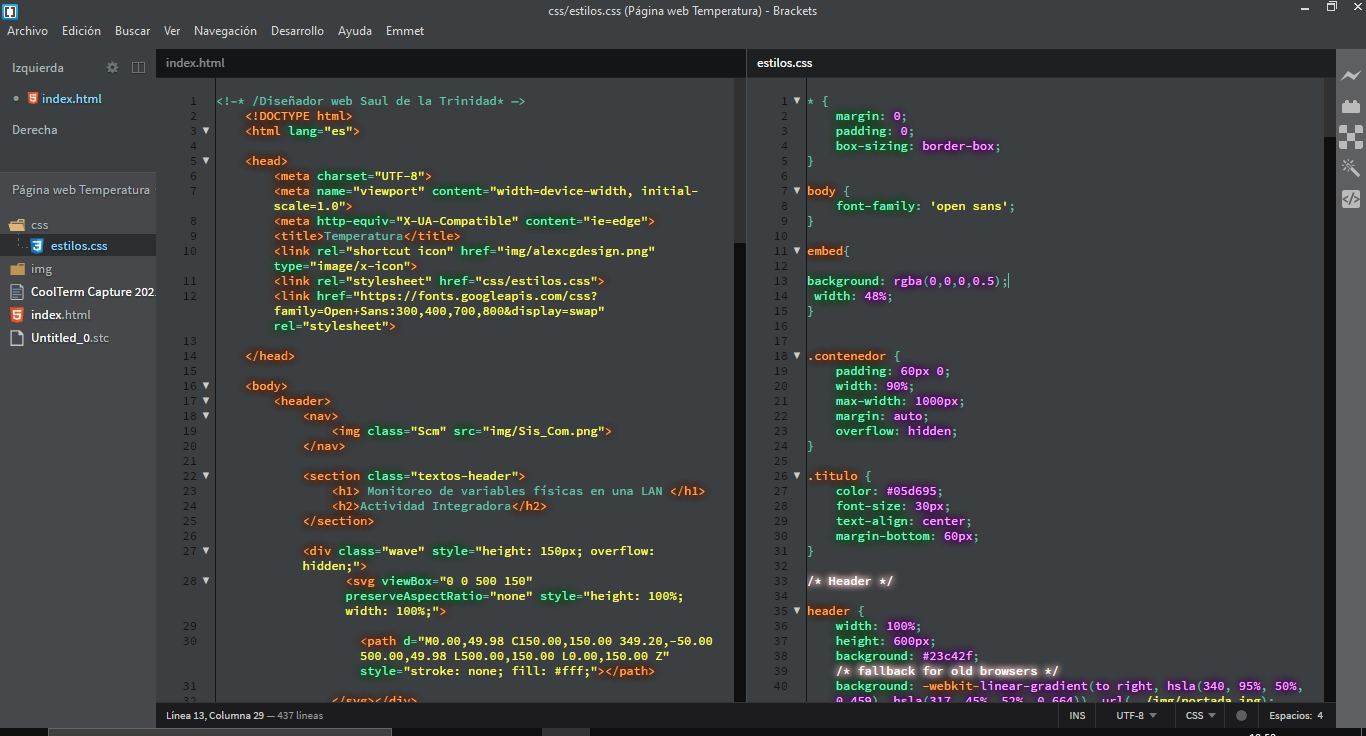 css/estilos.css (Página web Temperatura) - Brackets
Archivo Edición Buscar Ver Navegación Desarrollo Ayuda Emmet
Izquierda
index.html
Derecha
Página web Temperatura
css
estilos.css
img
CoolTerm Capture 202
index.html
Untitled_0.stc
index.html
1 <!-* /Diseñador web Saul de la Trinidad* —>
2 <!DOCTYPE html>
3 <html lang="es">
4
5 <head>
6 <meta charset="UTF-8">
7 <meta name="viewport" content="width=device-width, initial-
scale=1.0">
8 <meta http-equiv="X-UA-Compatible" content="ie=edge">
9 <title>Temperatura</title>
10 <link rel="shortcut icon" href="img/alexcgdesign.png"
type="image/x-icon">
11 <link rel="stylesheet" href="css/estilos.css">
12 <link href="https://fonts.googleapis.com/css?
family=Open+Sans:300,400,700,800&display=swap"
rel="stylesheet">
13
14 </head>
15
16 <body>
17 <header>
18 <nav>
19 <img class="Scm" src="img/Sis_Com.png">
20 </nav>
21
22 <section class="textos-header">
23 <h1> Monitoreo de variables físicas en una LAN </h1>
24 <h2>Actividad Integradora</h2>
25 </section>
26
27 <div class="wave" style="height: 150px; overflow:
hidden;">
28 <svg viewBox="0 0 500 150"
preserveAspectRatio="none" style="height: 100%;
width: 100%;">
29
30 <path d="M0.00,49.98 C150.00,150.00 349.20,-50.00
500.00,49.98 L500.00,150.00 L0.00,150.00 Z"
style="stroke: none; fill: #fff;"></path>
31
32 </svg></div>
estilos.css
1 * {
2 margin: 0;
3 padding: 0;
4 box-sizing: border-box;
5 }
6
7 body {
8 font-family: 'open sans';
9 }
10
11 embed{
12
13 background: rgba(0,0,0,0.5);
14 width: 48%;
15 }
16
17
18 .contenedor {
19 padding: 60px 0;
20 width: 90%;
21 max-width: 1000px;
22 margin: auto;
23 overflow: hidden;
24 }
25
26 .titulo {
27 color: #05d695;
28 font-size: 30px;
29 text-align: center;
30 margin-bottom: 60px;
31 }
32
33 /* Header */
34
35 header {
36 width: 100%;
37 height: 600px;
38 background: #23c42f;
39 /* fallback for old browsers */
40 background: -webkit-linear-gradient(to right, hsla(340, 95%, 50%,
0.459), hsla(317, 45%, 52%, 0.664)), url(../img/portada.jpg);
Línea 13, Columna 29 — 437 líneas
INS UTF-8 CSS Espacios: 4